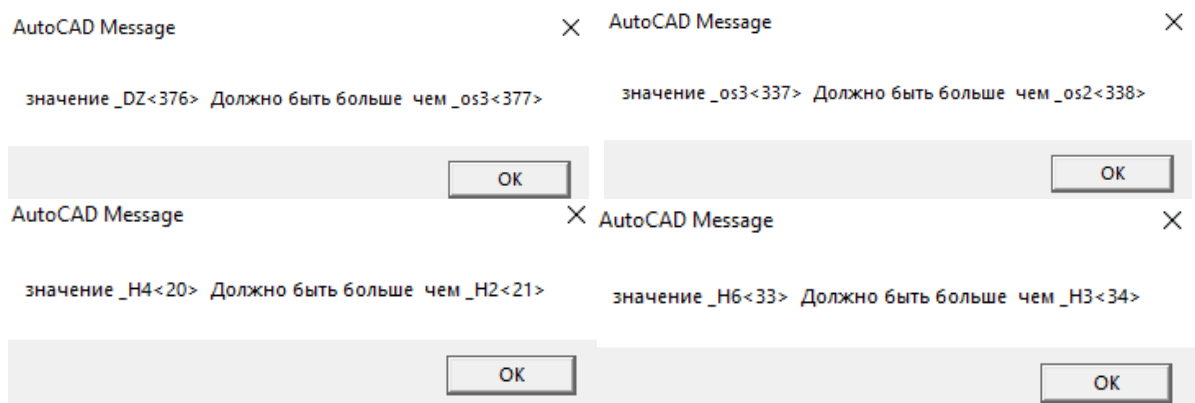 AutoCAD Message
значение _DZ<376> Должно быть больше чем _os3<377>
OK
AutoCAD Message
значение _os3<337> Должно быть больше чем _os2<338>
OK
AutoCAD Message
значение _H4<20> Должно быть больше чем _H2<21>
OK
AutoCAD Message
значение _H6<33> Должно быть больше чем _H3<34>
OK